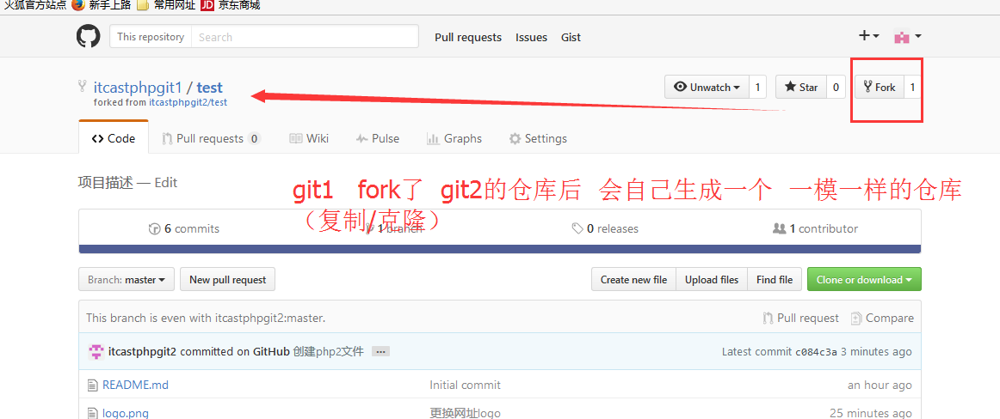 火狐官方站点 新手上路 常用网址 JD 京东商城
This repository Search Pull requests Issues Gist
itcastphpgit1 / test Unwatch 1 Star 0 Fork 1
forked from itcastphpgit2/test
Code Pull requests 0 Wiki Pulse Graphs Settings
项目描述 — Edit
git1 fork了 git2的仓库后 会自己生成一个 一模一样的仓库
（复制/克隆）
6 commits 1 branch 0 releases 1 contributor
Branch: master New pull request Create new file Upload files Find file Clone or download
This branch is even with itcastphpgit2:master. Pull request Compare
itcastphpgit2 committed on GitHub 创建php2文件 ... Latest commit c084c3a 3 minutes ago
README.md Initial commit an hour ago
logo.png 更换网址logo 25 minutes ago